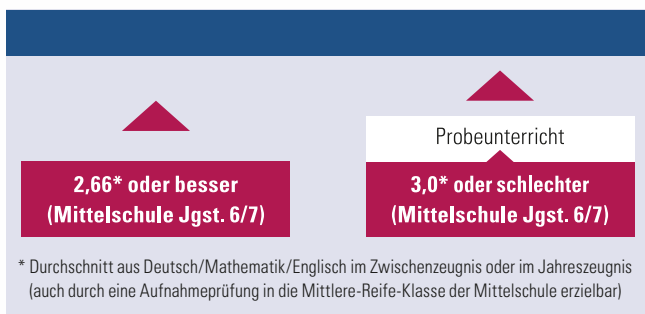 Probeunterricht
2,66* oder besser
(Mittelschule Jgst. 6/7)
3,0* oder schlechter
(Mittelschule Jgst. 6/7)
* Durchschnitt aus Deutsch/Mathematik/Englisch im Zwischenzeugnis oder im Jahreszeugnis
(auch durch eine Aufnahmeprüfung in die Mittlere-Reife-Klasse der Mittelschule erzielbar)